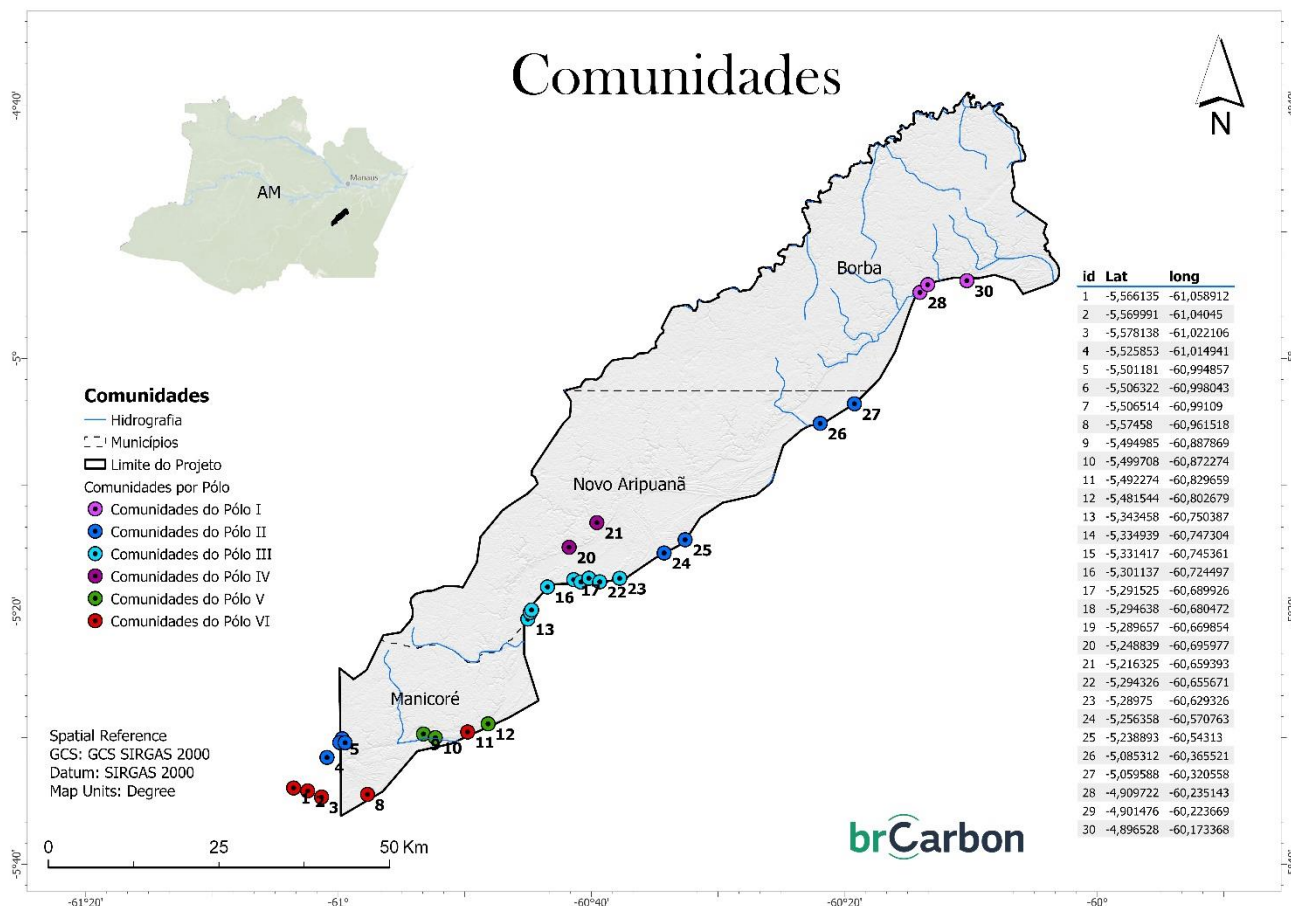 Comunidades
N
AM
Manaus
Borba
Novo Aripuanã
Manicoré
Comunidades
Hidrografia
Municípios
Limite do Projeto
Comunidades por Pólo
Comunidades do Pólo I
Comunidades do Pólo II
Comunidades do Pólo III
Comunidades do Pólo IV
Comunidades do Pólo V
Comunidades do Pólo VI
Spatial Reference
GCS: GCS SIRGAS 2000
Datum: SIRGAS 2000
Map Units: Degree
0 25 50 Km
28
30
27
26
21
20
25
24
16
17
22
23
13
12
11
10
9
5
4
1
2
3
8
id Lat long
1 -5,566135 -61,058912
2 -5,569991 -61,04045
3 -5,578138 -61,022106
4 -5,525853 -61,014941
5 -5,501181 -60,994857
6 -5,506322 -60,998043
7 -5,506514 -60,99109
8 -5,57458 -60,961518
9 -5,494985 -60,887869
10 -5,499708 -60,872274
11 -5,492274 -60,829659
12 -5,481544 -60,802679
13 -5,343458 -60,750387
14 -5,334939 -60,747304
15 -5,331417 -60,745361
16 -5,301137 -60,724497
17 -5,291525 -60,689926
18 -5,294638 -60,680472
19 -5,289657 -60,669854
20 -5,248839 -60,695977
21 -5,216325 -60,659393
22 -5,294326 -60,655671
23 -5,28975 -60,629326
24 -5,256358 -60,570763
25 -5,238893 -60,54313
26 -5,085312 -60,365521
27 -5,059588 -60,320558
28 -4,909722 -60,235143
29 -4,901476 -60,223669
30 -4,896528 -60,173368
brCarbon
-4°40'
-5°
-5°20'
-5°40'
-61°20'
-61°
-60°40'
-60°20'
-60°